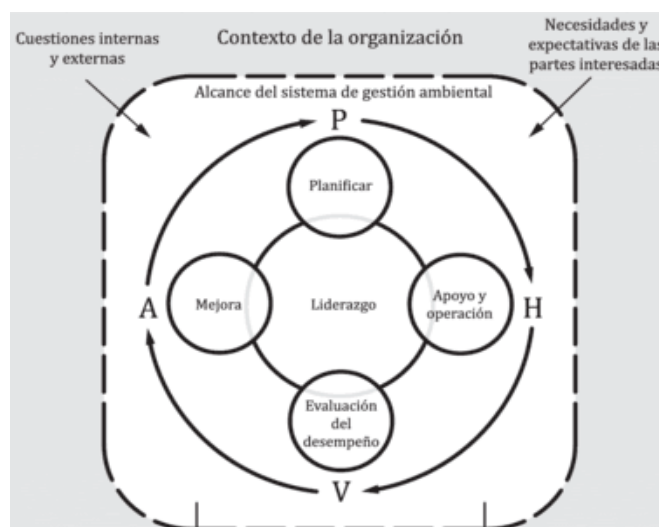 Cuestiones internas
y externas
Contexto de la organización
Necesidades y
expectativas de las
partes interesadas
Alcance del sistema de gestión ambiental
P
Planificar
A
Mejora
Liderazgo
Apoyo y
operación
H
Evaluación
del
desempeño
V